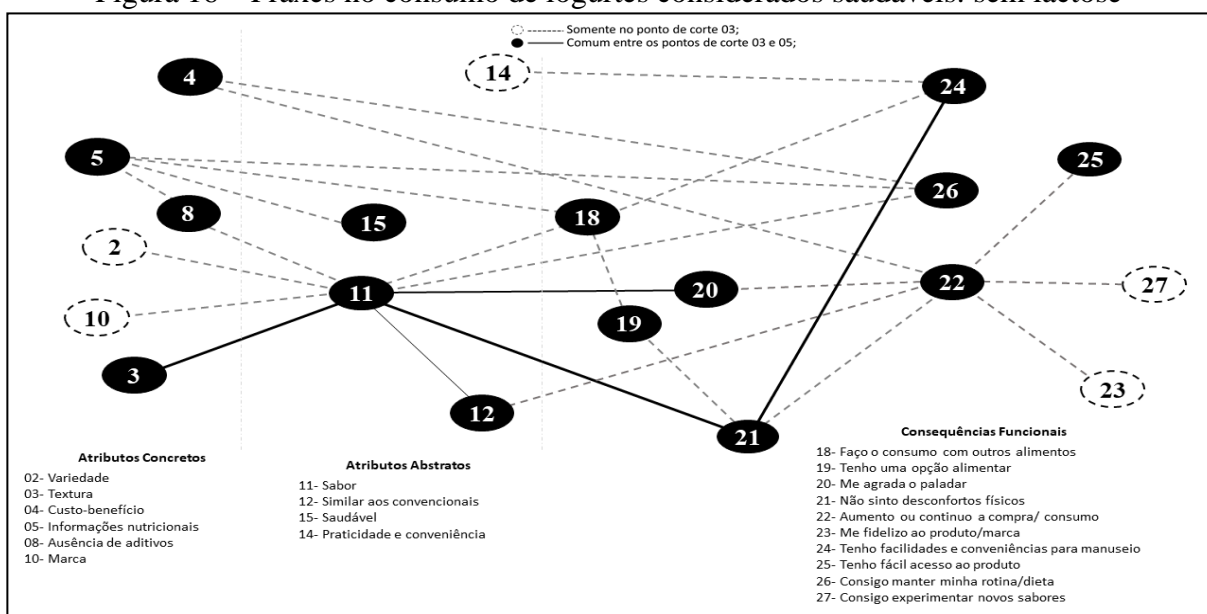 Figura 16 – Praxes no consumo de iogurtes considerados saudáveis: sem lactose
Somente no ponto de corte 03;
Comum entre os pontos de corte 03 e 05;
4
14
24
5
25
26
8
15
18
2
11
20
22
27
10
19
3
23
12
21
Atributos Concretos
02- Variedade
03- Textura
04- Custo-benefício
05- Informações nutricionais
08- Ausência de aditivos
10- Marca
Atributos Abstratos
11- Sabor
12- Similar aos convencionais
15- Saudável
14- Praticidade e conveniência
Consequências Funcionais
18- Faço o consumo com outros alimentos
19- Tenho uma opção alimentar
20- Me agrada o paladar
21- Não sinto desconfortos físicos
22- Aumento ou continuo a compra/ consumo
23- Me fidelizo ao produto/marca
24- Tenho facilidades e conveniências para manuseio
25- Tenho fácil acesso ao produto
26- Consigo manter minha rotina/dieta
27- Consigo experimentar novos sabores